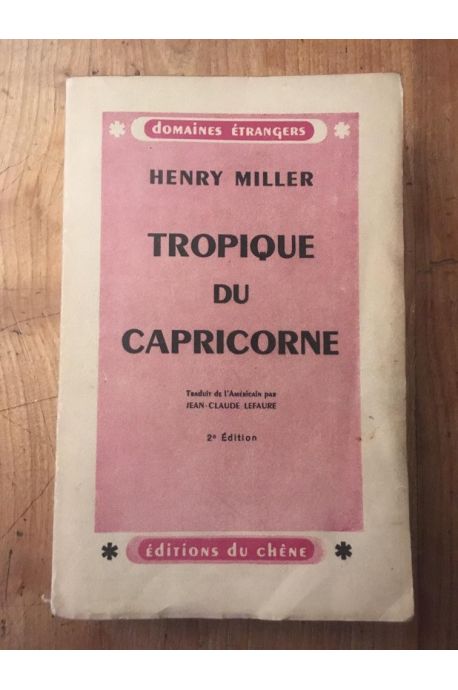 domaines étrangers
HENRY MILLER
TROPIQUE
DU
CAPRICORNE
Traduit de l'Américain par
JEAN-CLAUDE LEFAURE
2e Édition
éditions du chêne